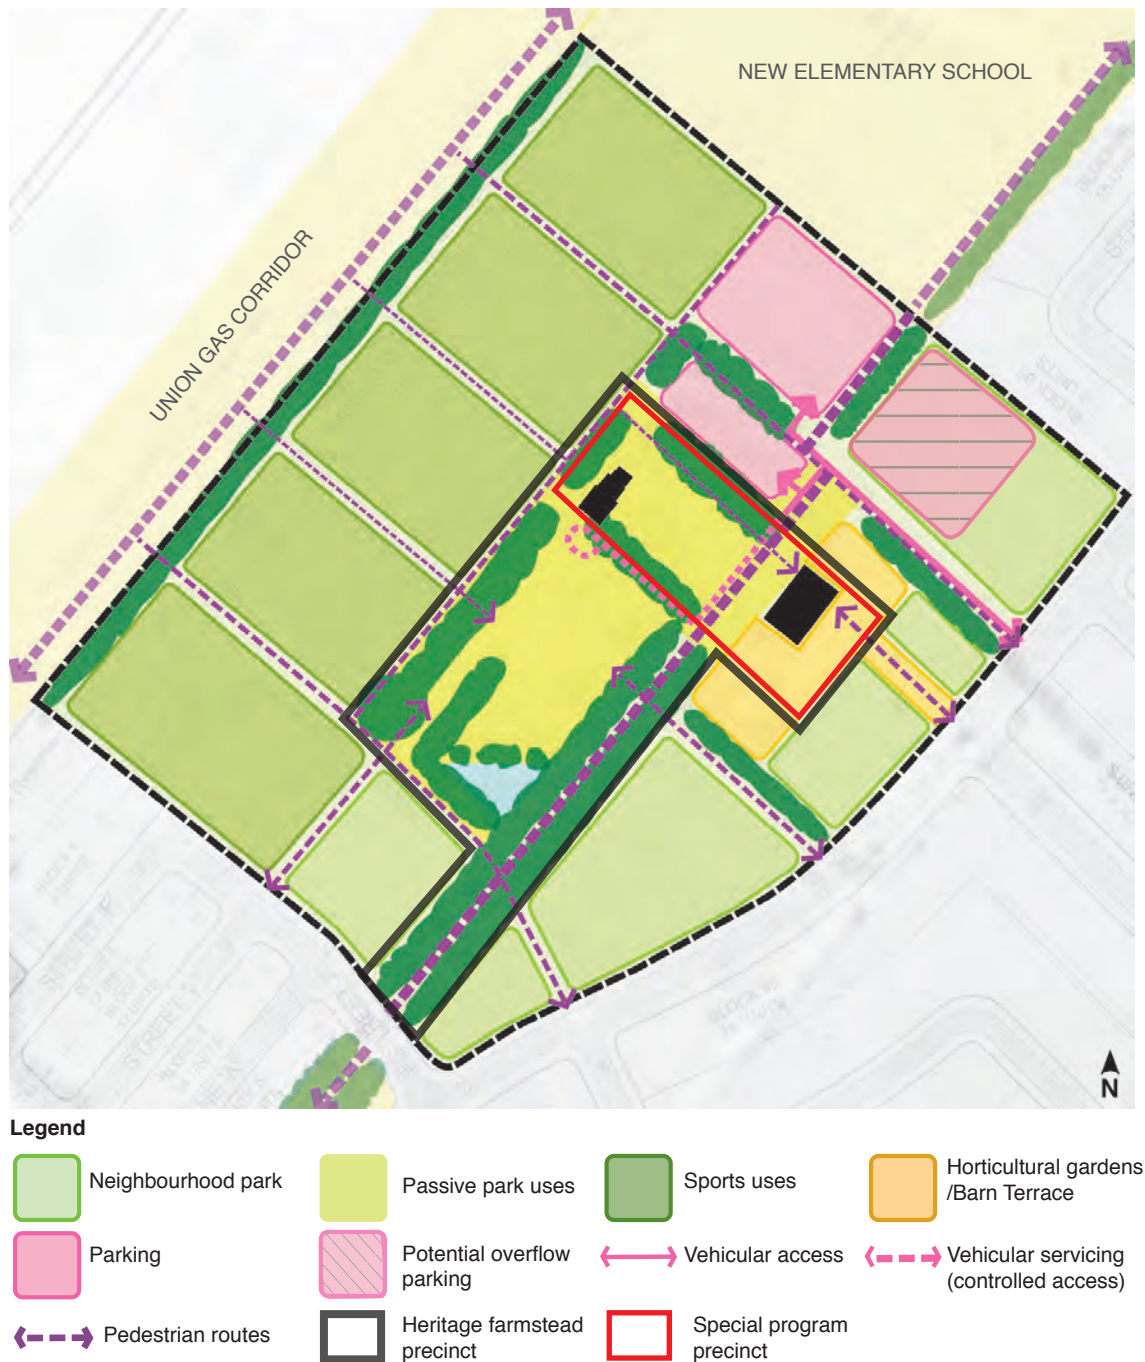 NEW ELEMENTARY SCHOOL
UNION GAS CORRIDOR
N
Legend
Neighbourhood park
Passive park uses
Sports uses
Horticultural gardens
/Barn Terrace
Parking
Potential overflow
parking
Vehicular access
Vehicular servicing
(controlled access)
Pedestrian routes
Heritage farmstead
precinct
Special program
precinct